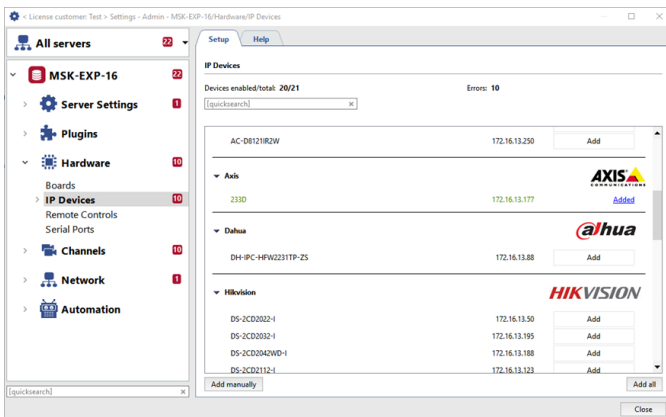 < License customer: Test > Settings - Admin - MSK-EXP-16/Hardware/IP Devices
All servers 22
MSK-EXP-16 22
Server Settings 1
Plugins
Hardware 10
Boards
IP Devices 10
Remote Controls
Serial Ports
Channels 10
Network 1
Automation
[quicksearch]
Setup Help
IP Devices
Devices enabled/total: 20/21 Errors: 10
[quicksearch]
AC-D8121IR2W 172.16.13.250 Add
Axis AXIS COMMUNICATIONS
233D 172.16.13.177 Added
Dahua alhua
DH-IPC-HFW2231TP-ZS 172.16.13.88 Add
Hikvision HIKVISION
DS-2CD2022-I 172.16.13.50 Add
DS-2CD2032-I 172.16.13.195 Add
DS-2CD2042WD-I 172.16.13.188 Add
DS-2CD2112-I 172.16.13.123 Add
Add manually Add all
Close